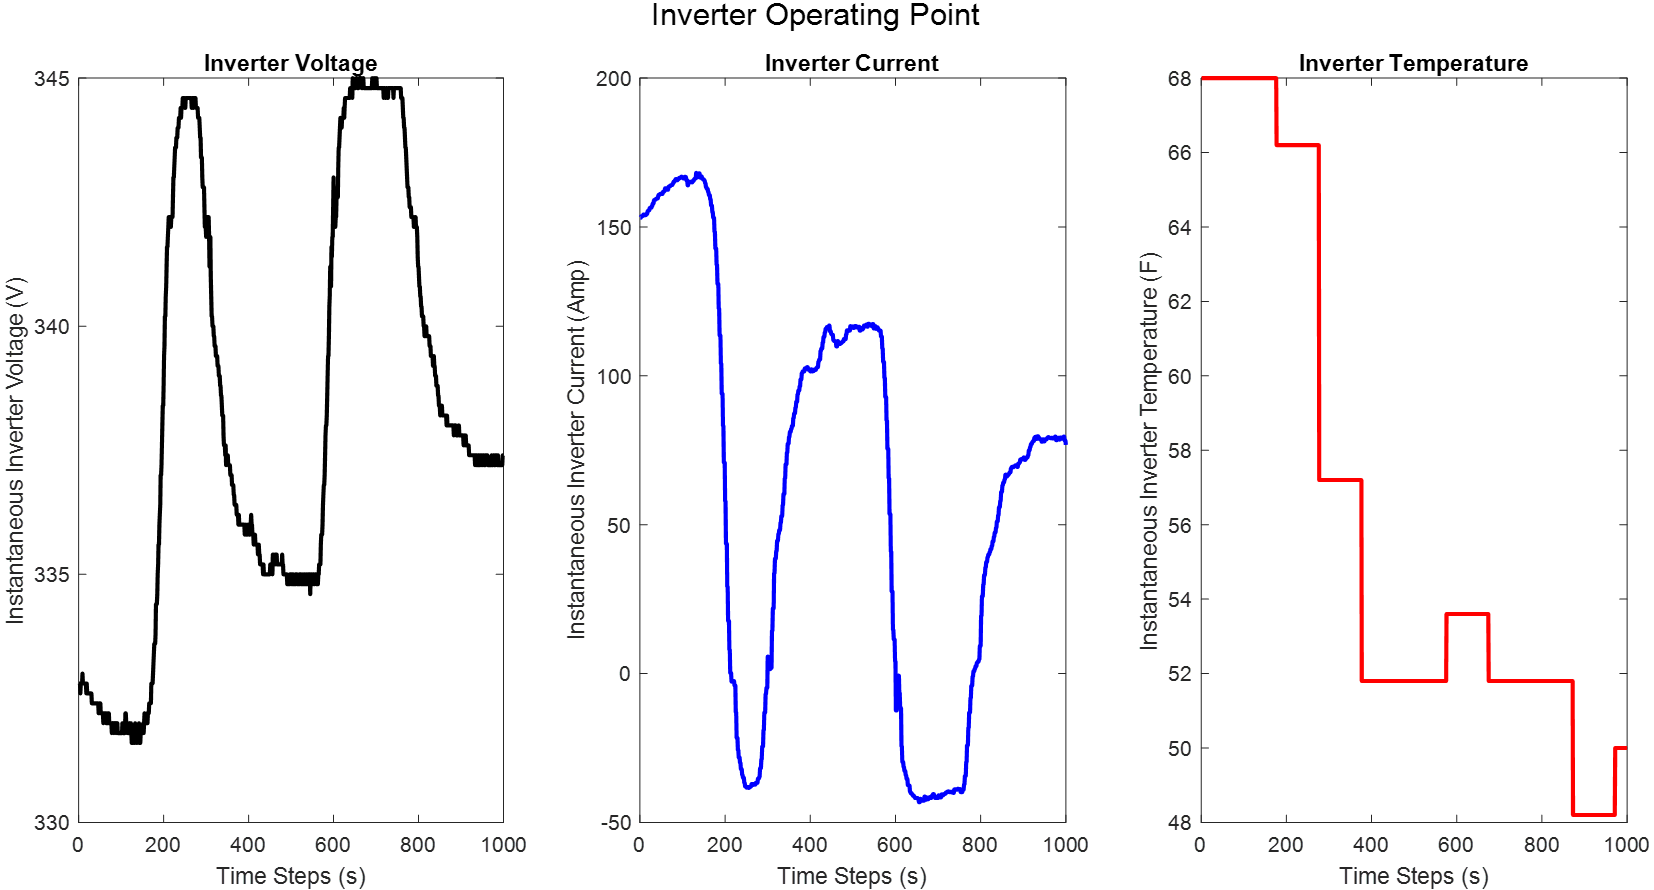 Inverter Operating Point
Inverter Voltage
Instantaneous Inverter Voltage (V)
345
340
335
330
0 200 400 600 800 1000
Time Steps (s)
Inverter Current
Instantaneous Inverter Current (Amp)
200
150
100
50
0
-50
0 200 400 600 800 1000
Time Steps (s)
Inverter Temperature
Instantaneous Inverter Temperature (F)
68
66
64
62
60
58
56
54
52
50
48
0 200 400 600 800 1000
Time Steps (s)